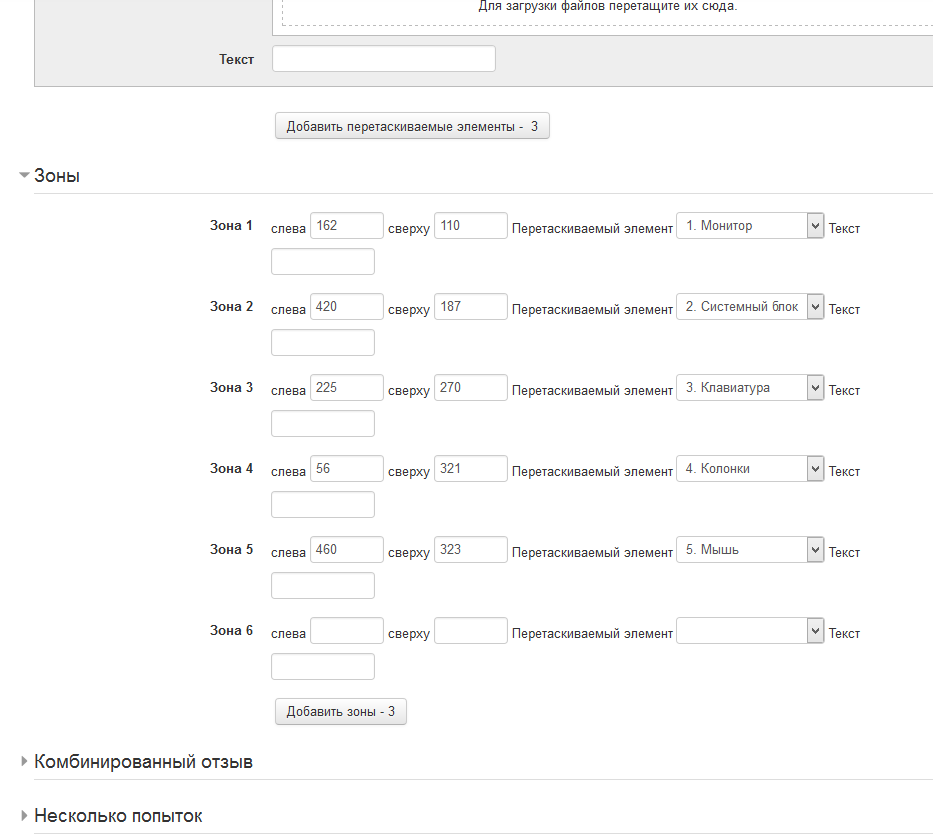 Для загрузки файлов перетащите их сюда.
Текст
Добавить перетаскиваемые элементы - 3
Зоны
Зона 1 слева 162 сверху 110 Перетаскиваемый элемент 1. Монитор Текст
Зона 2 слева 420 сверху 187 Перетаскиваемый элемент 2. Системный блок Текст
Зона 3 слева 225 сверху 270 Перетаскиваемый элемент 3. Клавиатура Текст
Зона 4 слева 56 сверху 321 Перетаскиваемый элемент 4. Колонки Текст
Зона 5 слева 460 сверху 323 Перетаскиваемый элемент 5. Мышь Текст
Зона 6 слева сверху Перетаскиваемый элемент Текст
Добавить зоны - 3
Комбинированный отзыв
Несколько попыток